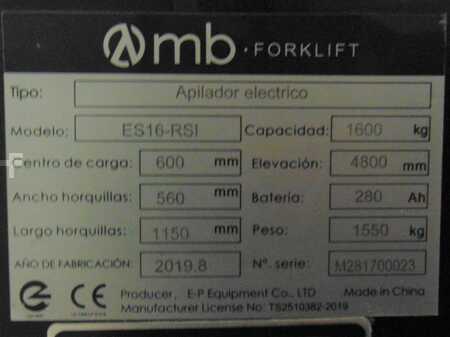 mb · FORKLIFT
Tipo: Apilador electrico
Modelo: ES16-RSI Capacidad: 1600 kg
Centro de carga: 600 mm Elevación: 4800 mm
Ancho horquillas: 560 mm Batería: 280 Ah
Largo horquillas: 1150 mm Peso: 1550 kg
AÑO DE FABRICACIÓN: 2019.8 Nº. serie: M281700023
CE Producer, E-P Equipment Co., LTD Made in China
Manufacturer License No: TS2510382-2019